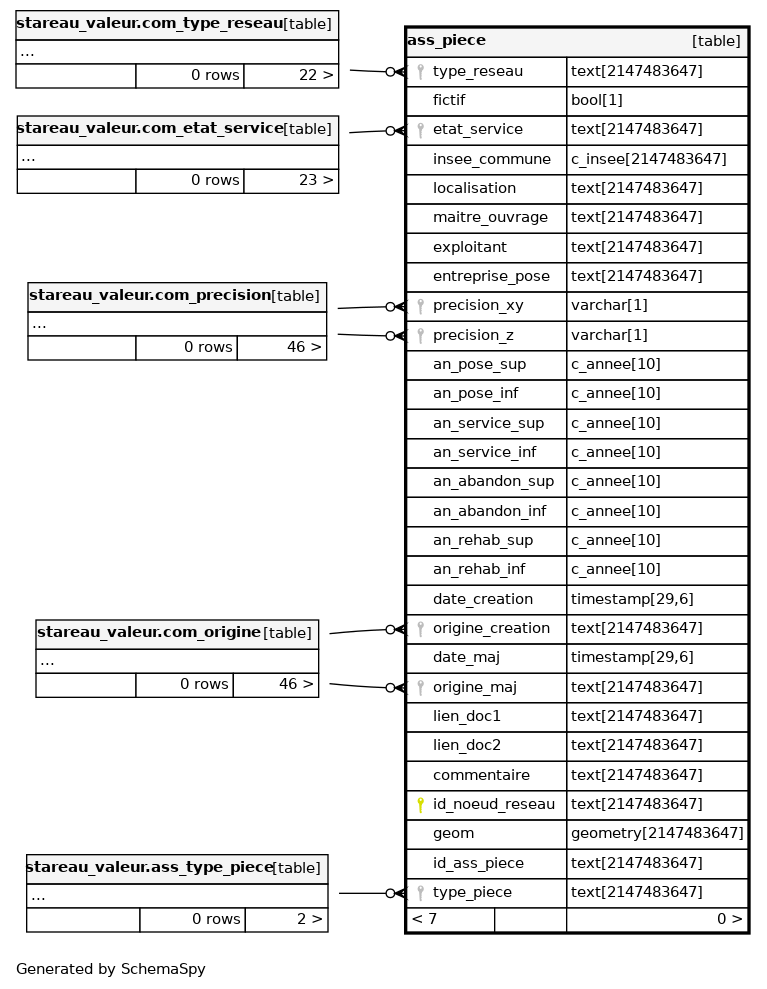 stareau_valeur.com_type_reseau [table]
...
0 rows 22 >
stareau_valeur.com_etat_service [table]
...
0 rows 23 >
stareau_valeur.com_precision [table]
...
0 rows 46 >
stareau_valeur.com_origine [table]
...
0 rows 46 >
stareau_valeur.ass_type_piece [table]
...
0 rows 2 >
ass_piece [table]
type_reseau text[2147483647]
fictif bool[1]
etat_service text[2147483647]
insee_commune c_insee[2147483647]
localisation text[2147483647]
maitre_ouvrage text[2147483647]
exploitant text[2147483647]
entreprise_pose text[2147483647]
precision_xy varchar[1]
precision_z varchar[1]
an_pose_sup c_annee[10]
an_pose_inf c_annee[10]
an_service_sup c_annee[10]
an_service_inf c_annee[10]
an_abandon_sup c_annee[10]
an_abandon_inf c_annee[10]
an_rehab_sup c_annee[10]
an_rehab_inf c_annee[10]
date_creation timestamp[29,6]
origine_creation text[2147483647]
date_maj timestamp[29,6]
origine_maj text[2147483647]
lien_doc1 text[2147483647]
lien_doc2 text[2147483647]
commentaire text[2147483647]
id_noeud_reseau text[2147483647]
geom geometry[2147483647]
id_ass_piece text[2147483647]
type_piece text[2147483647]
< 7 0 >
Generated by SchemaSpy